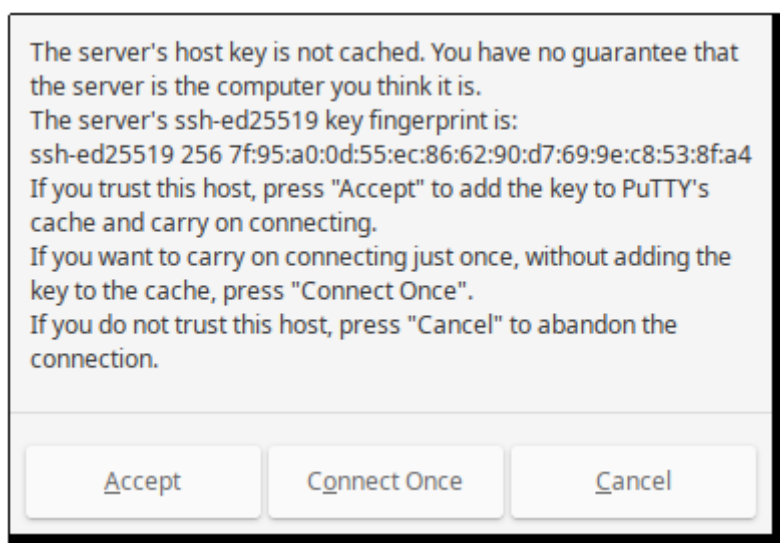 The server's host key is not cached. You have no guarantee that
the server is the computer you think it is.
The server's ssh-ed25519 key fingerprint is:
ssh-ed25519 256 7f:95:a0:0d:55:ec:86:62:90:d7:69:9e:c8:53:8f:a4
If you trust this host, press "Accept" to add the key to PuTTY's
cache and carry on connecting.
If you want to carry on connecting just once, without adding the
key to the cache, press "Connect Once".
If you do not trust this host, press "Cancel" to abandon the
connection.
Accept
Connect Once
Cancel